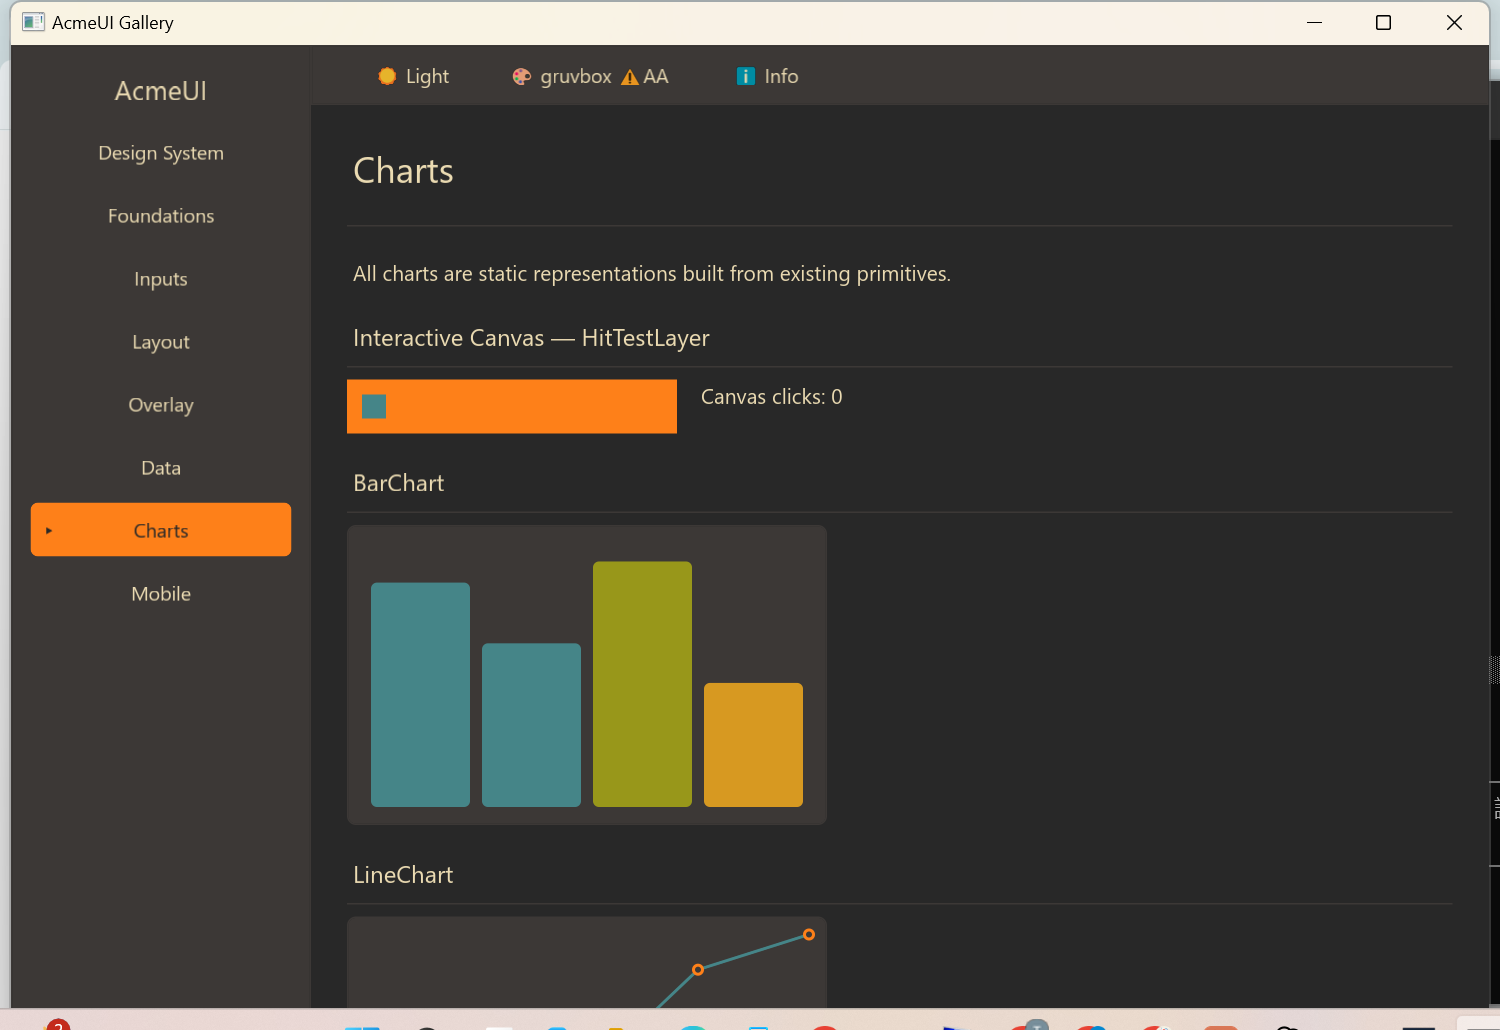 AcmeUI Gallery
AcmeUI
Light
gruvbox ⚠ AA
Info
Design System
Foundations
Inputs
Layout
Overlay
Data
Charts
Mobile
Charts
All charts are static representations built from existing primitives.
Interactive Canvas — HitTestLayer
Canvas clicks: 0
BarChart
LineChart